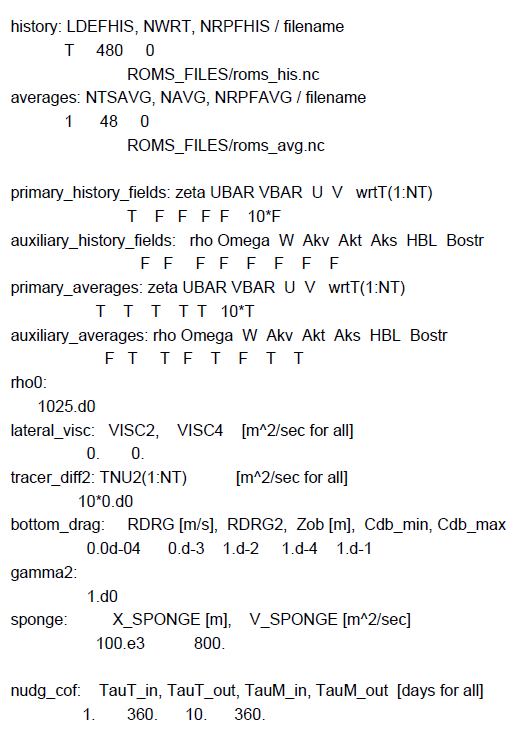 history: LDEFHIS, NWRT, NRPFHIS / filename
T 480 0
ROMS_FILES/roms_his.nc
averages: NTSAVG, NAVG, NRPFAVG / filename
1 48 0
ROMS_FILES/roms_avg.nc
primary_history_fields: zeta UBAR VBAR U V wrtT(1:NT)
T F F F F 10*F
auxiliary_history_fields: rho Omega W Akv Akt Aks HBL Bostr
F F F F F F F F
primary_averages: zeta UBAR VBAR U V wrtT(1:NT)
T T T T T 10*T
auxiliary_averages: rho Omega W Akv Akt Aks HBL Bostr
F T T F T F T T
rho0:
1025.d0
lateral_visc: VISC2, VISC4 [m^2/sec for all]
0. 0.
tracer_diff2: TNU2(1:NT) [m^2/sec for all]
10*0.d0
bottom_drag: RDRG [m/s], RDRG2, Zob [m], Cdb_min, Cdb_max
0.0d-04 0.d-3 1.d-2 1.d-4 1.d-1
gamma2:
1.d0
sponge: X_SPONGE [m], V_SPONGE [m^2/sec]
100.e3 800.
nudg_cof: TauT_in, TauT_out, TauM_in, TauM_out [days for all]
1. 360. 10. 360.